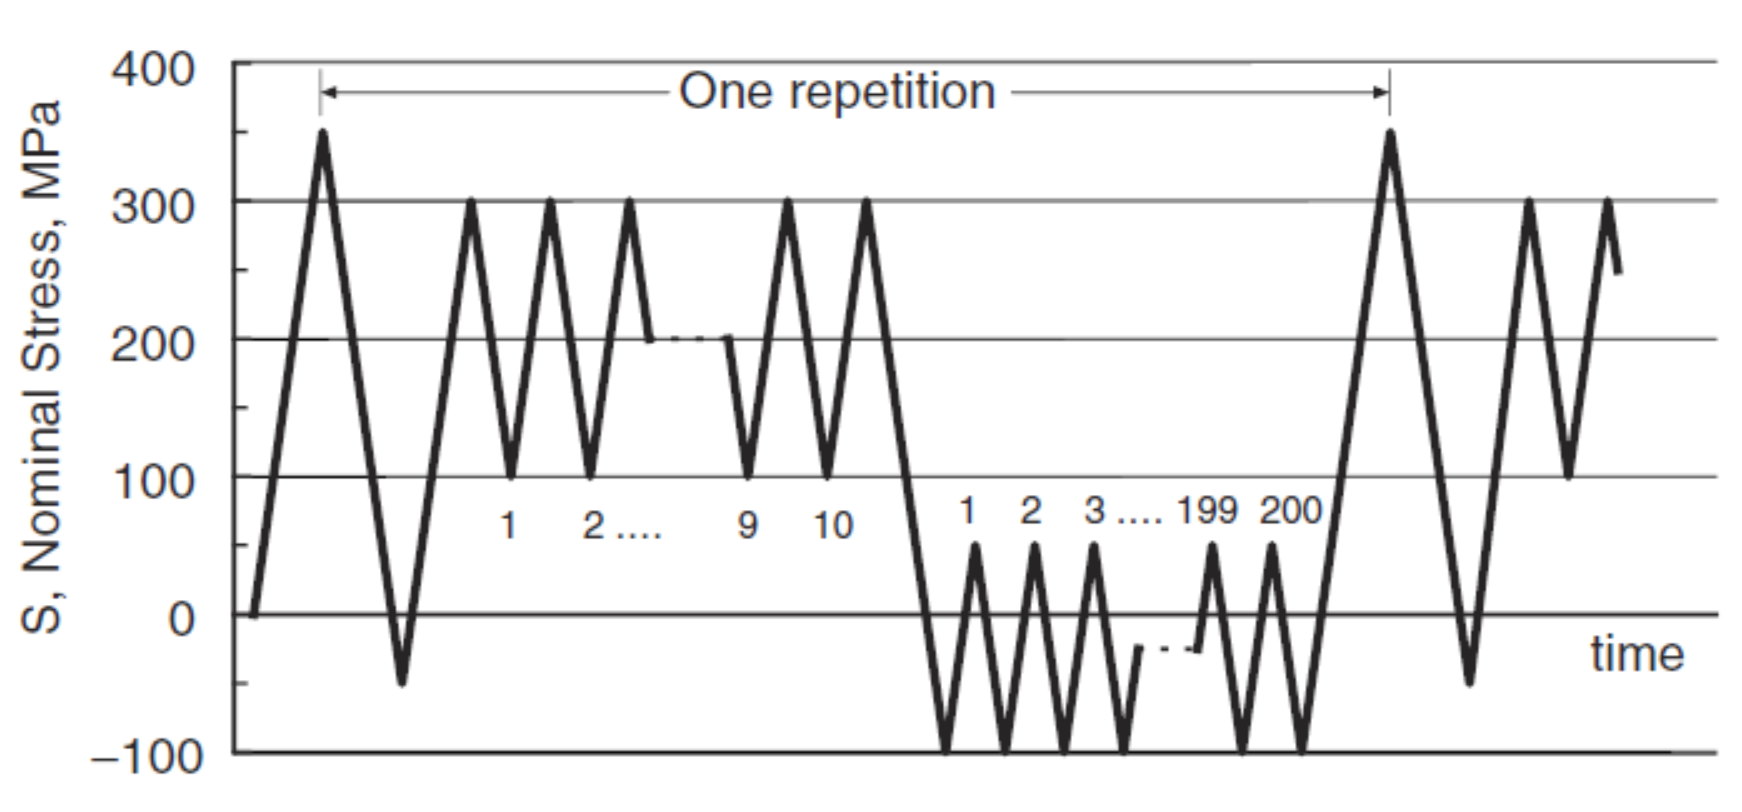 S, Nominal Stress, MPa
400
One repetition
300
200
100
1 2 3 .... 199 200
1 2 .... 9 10
0
time
−100